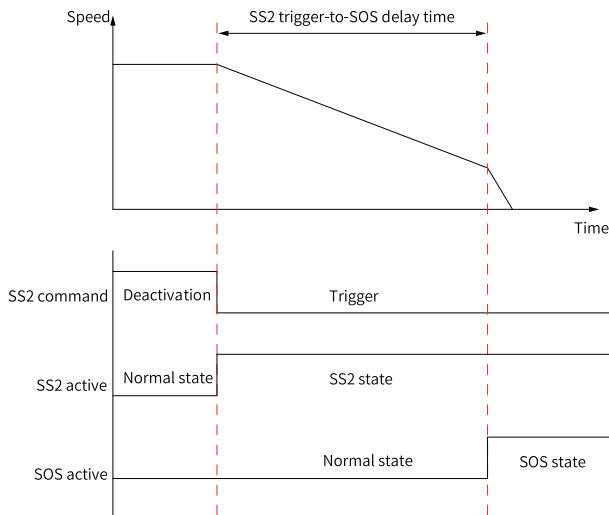 Speed
SS2 trigger-to-SOS delay time
Time
SS2 command
Deactivation
Trigger
SS2 active
Normal state
SS2 state
SOS active
Normal state
SOS state